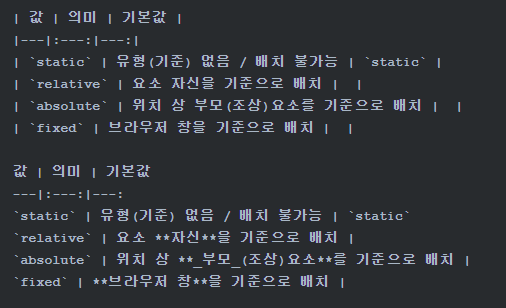 | 값 | 의미 | 기본값 |
|---|:---:|---:|
| `static` | 유형(기준) 없음 / 배치 불가능 | `static` |
| `relative` | 요소 자신을 기준으로 배치 |  |
| `absolute` | 위치 상 부모(조상)요소를 기준으로 배치 |  |
| `fixed` | 브라우저 창을 기준으로 배치 |  |

값 | 의미 | 기본값
---|:---:|---:
`static` | 유형(기준) 없음 / 배치 불가능 | `static`
`relative` | 요소 **자신**을 기준으로 배치 |
`absolute` | 위치 상 **_부모_(조상)요소**를 기준으로 배치 |
`fixed` | **브라우저 창**을 기준으로 배치 |